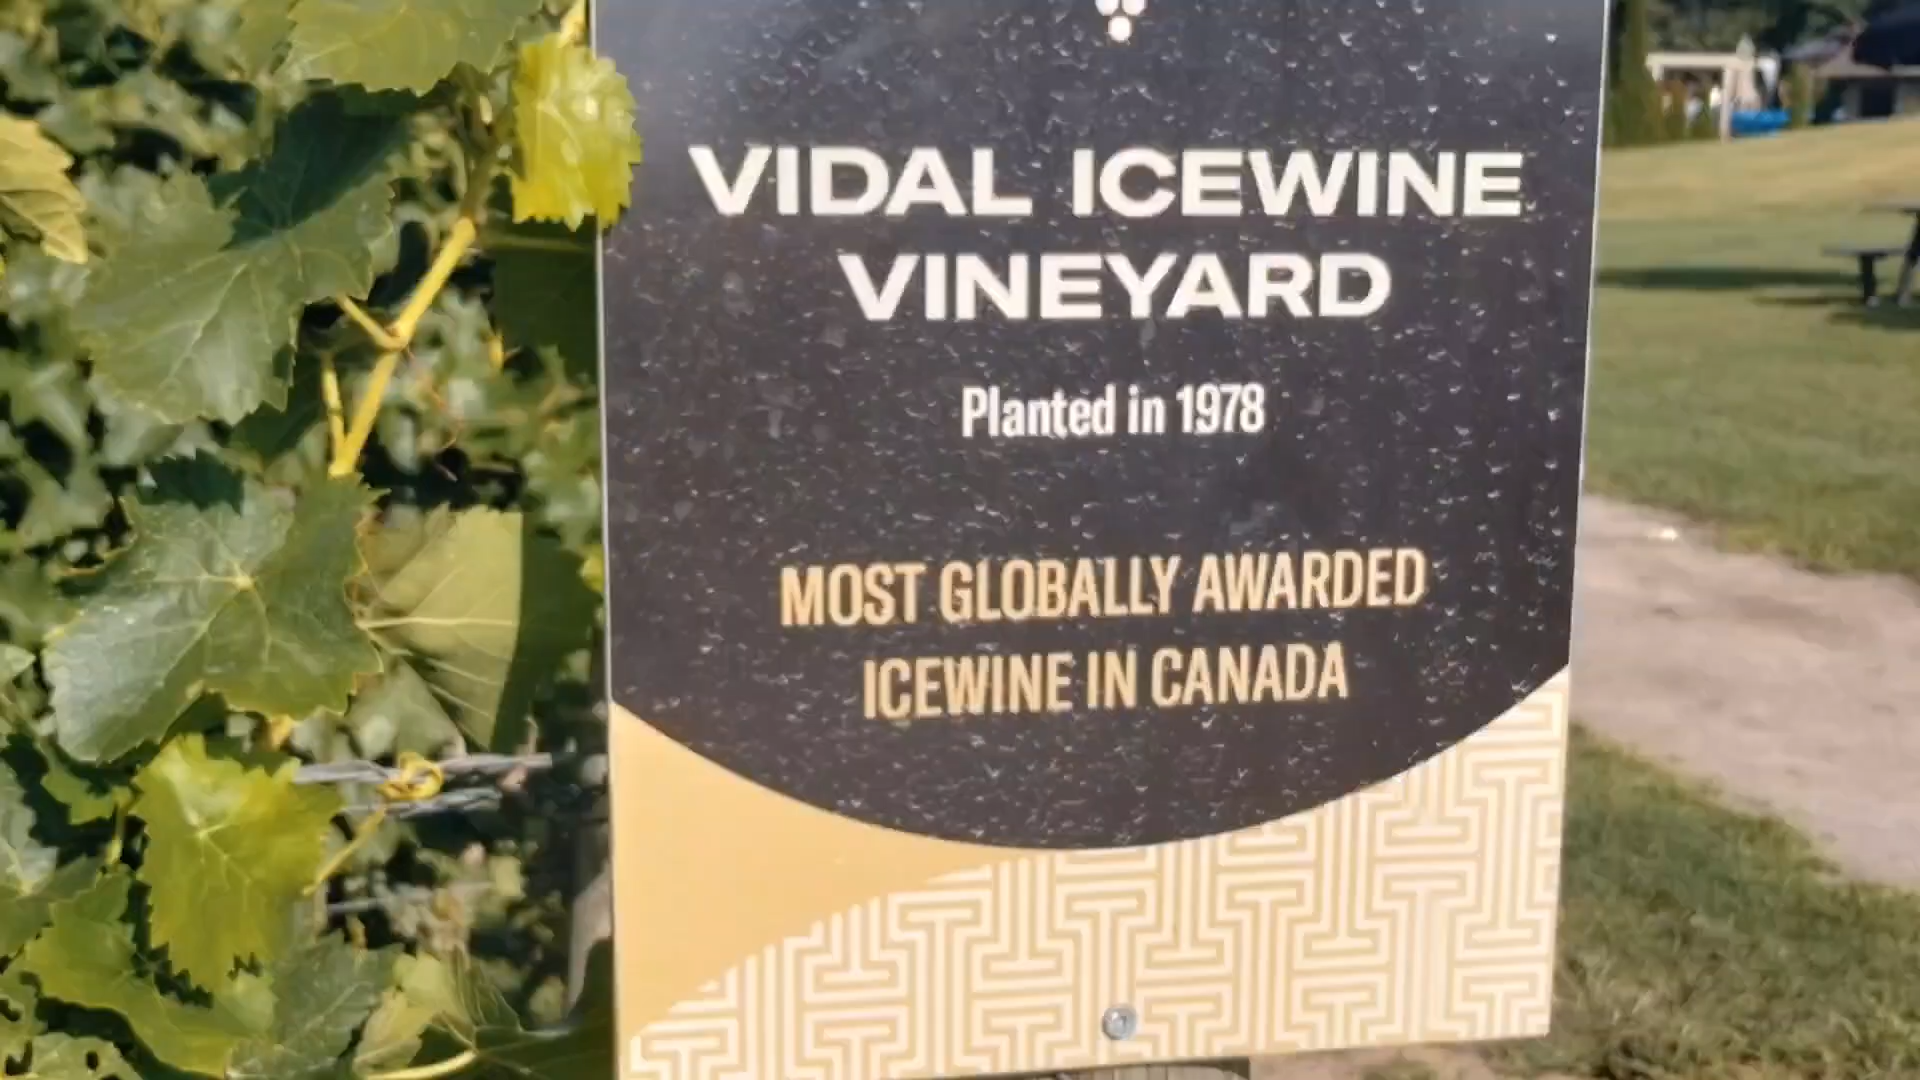 VIDAL ICEWINE
VINEYARD
Planted in 1978
MOST GLOBALLY AWARDED
ICEWINE IN CANADA